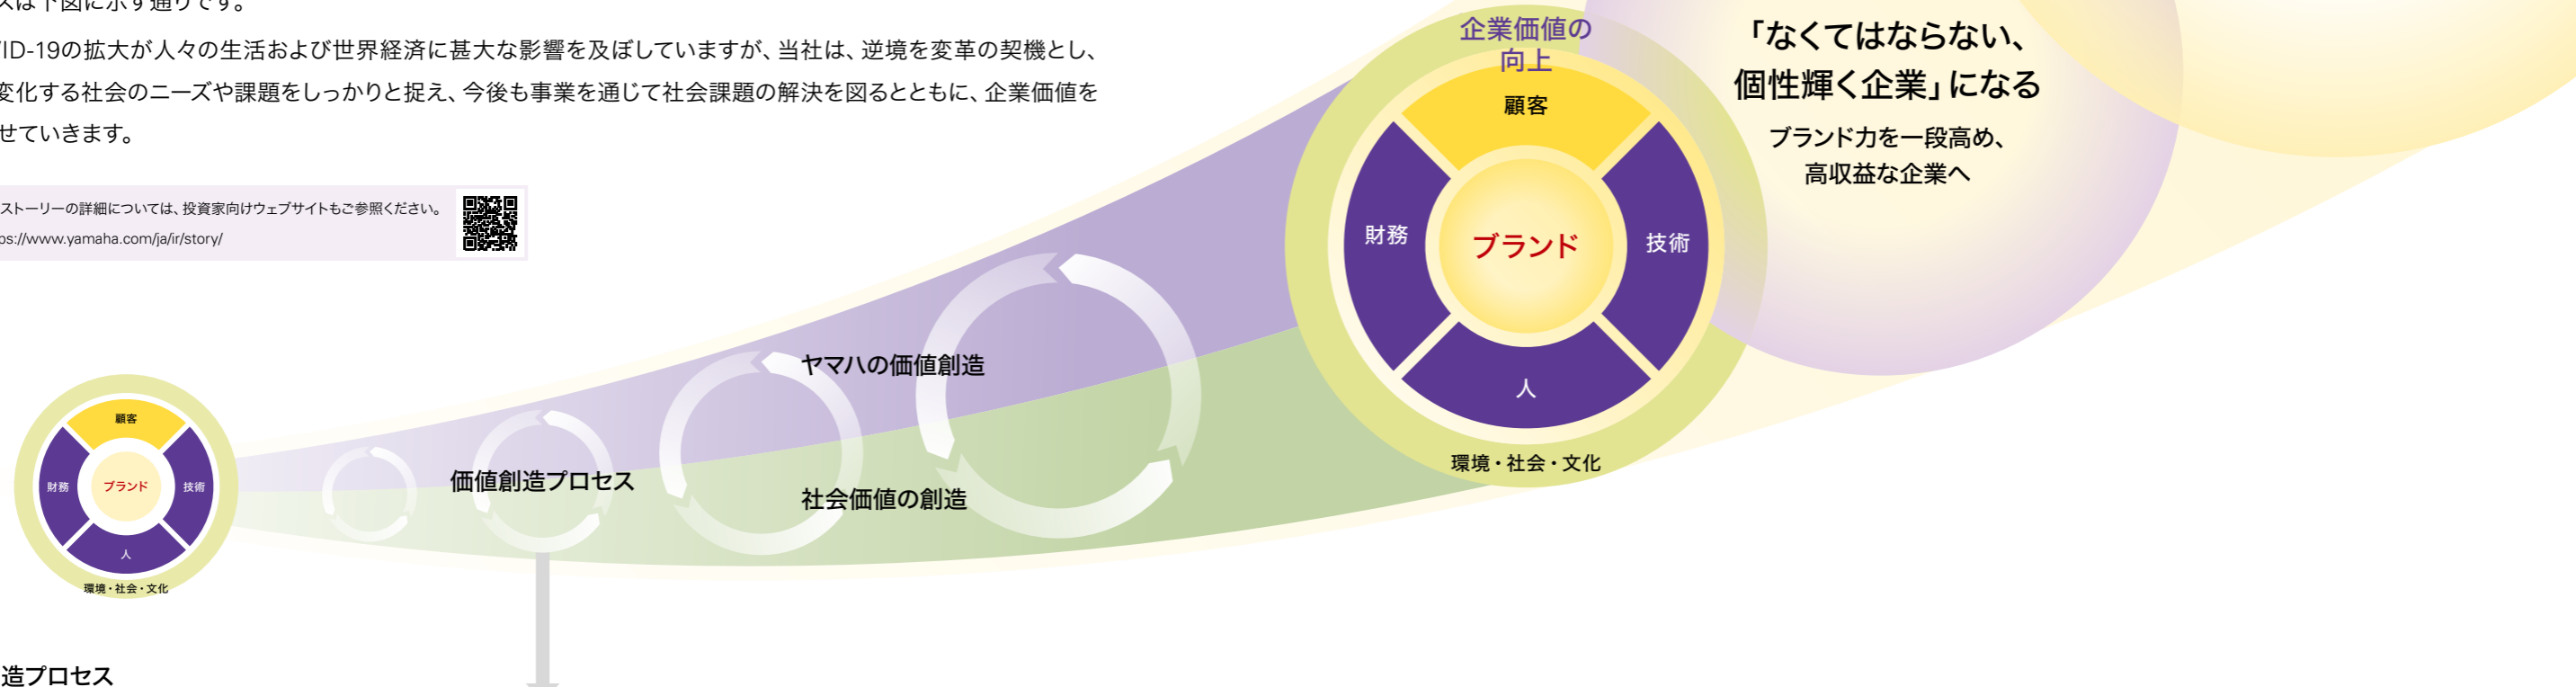 スは下図に示す通りです。
VID-19の拡大が人々の生活および世界経済に甚大な影響を及ぼしていますが、当社は、逆境を変革の契機とし、
変化する社会のニーズや課題をしっかりと捉え、今後も事業を通じて社会課題の解決を図るとともに、企業価値を
せていきます。
ストーリーの詳細については、投資家向けウェブサイトもご参照ください。
ps://www.yamaha.com/ja/ir/story/
企業価値の
向上
顧客
財務
ブランド
技術
人
環境・社会・文化
「なくてはならない、
個性輝く企業」になる
ブランド力を一段高め、
高収益な企業へ
ヤマハの価値創造
価値創造プロセス
社会価値の創造
顧客
財務
ブランド
技術
人
環境・社会・文化
造プロセス